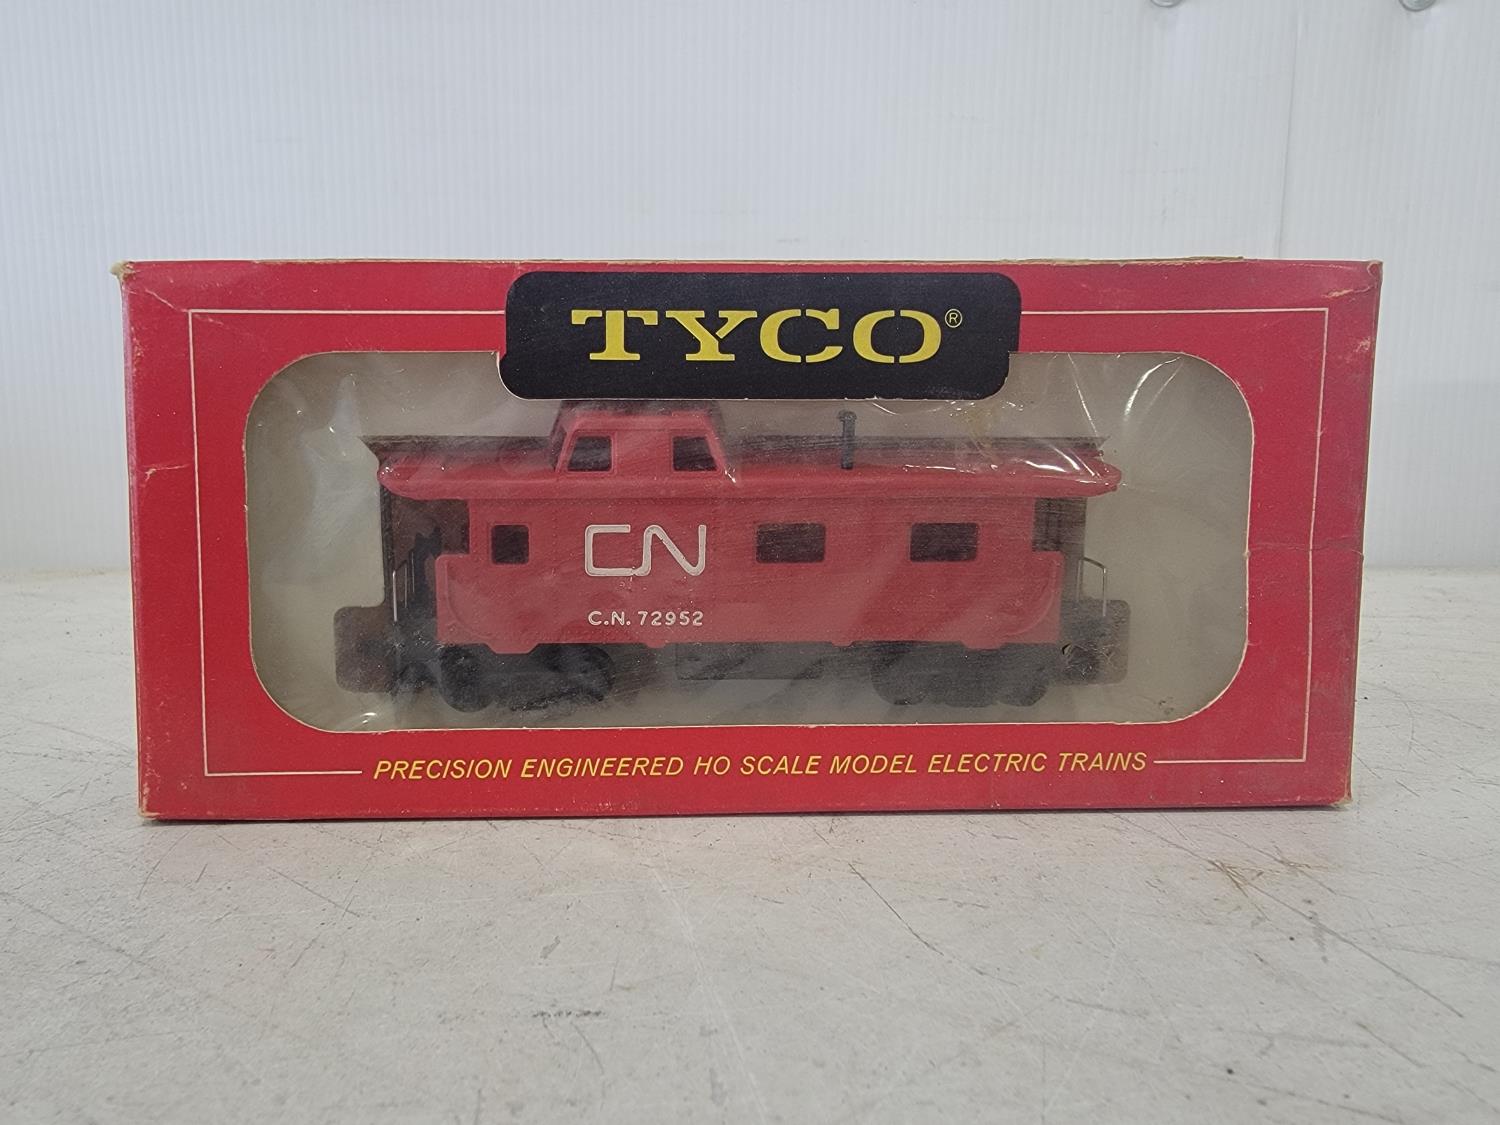 TYCO®
CN
C.N. 72952
PRECISION ENGINEERED HO SCALE MODEL ELECTRIC TRAINS